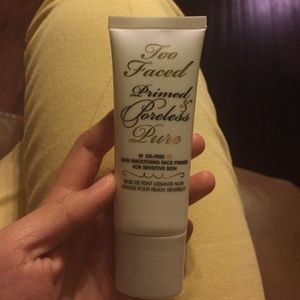 Too
Faced
Primed
&
Poreless
Pure
OIL-FREE
SKIN SMOOTHING FACE PRIMER
FOR SENSITIVE SKIN
BASE DE TEINT LISSANTE NON
GRASSE POUR PEAUX SENSIBLES